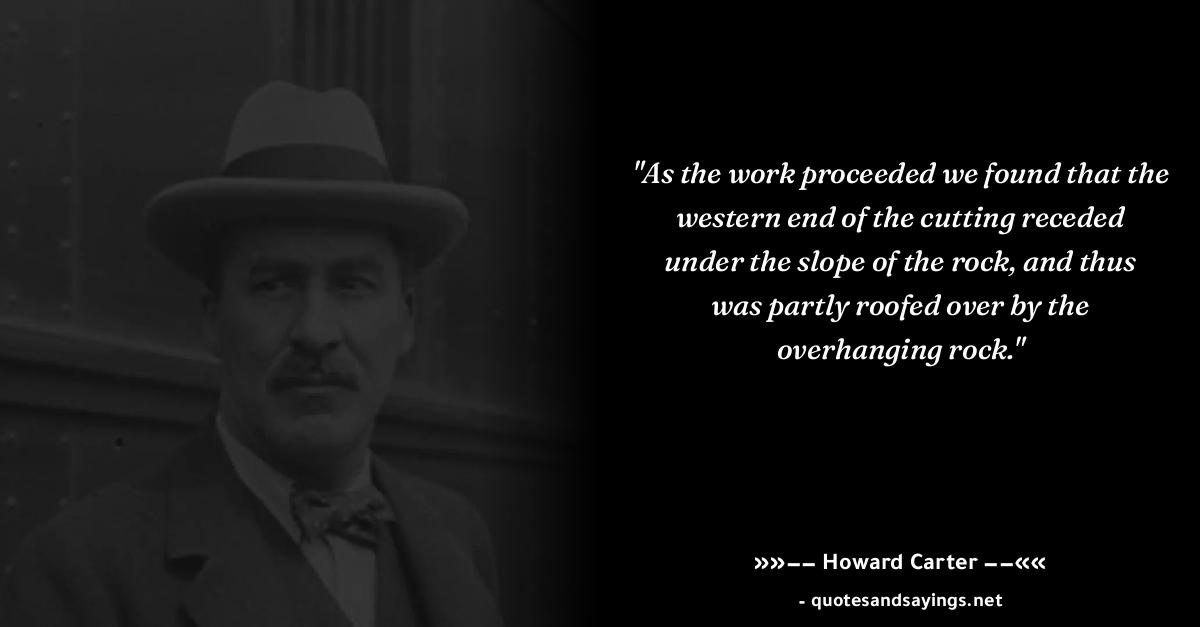 "As the work proceeded we found that the
western end of the cutting receded
under the slope of the rock, and thus
was partly roofed over by the
overhanging rock."
»»–– Howard Carter ––««
- quotesandsayings.net